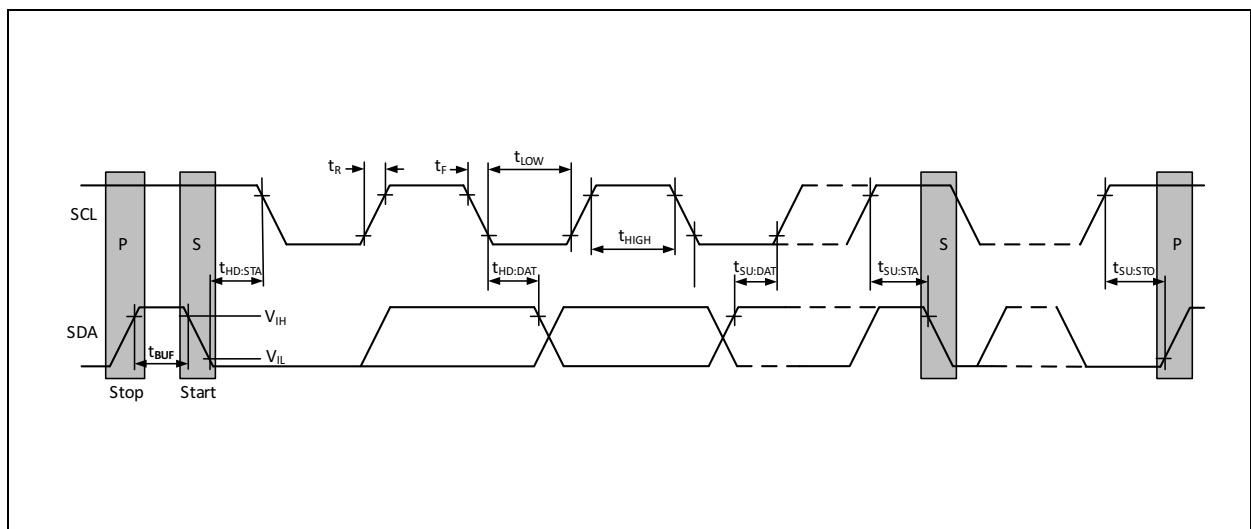 tR
tF
tLOW
SCL
P
S
tHIGH
S
P
tHD:STA
tHD:DAT
tSU:DAT
tSU:STA
tSU:STO
SDA
VIH
tBUF
VIL
Stop
Start